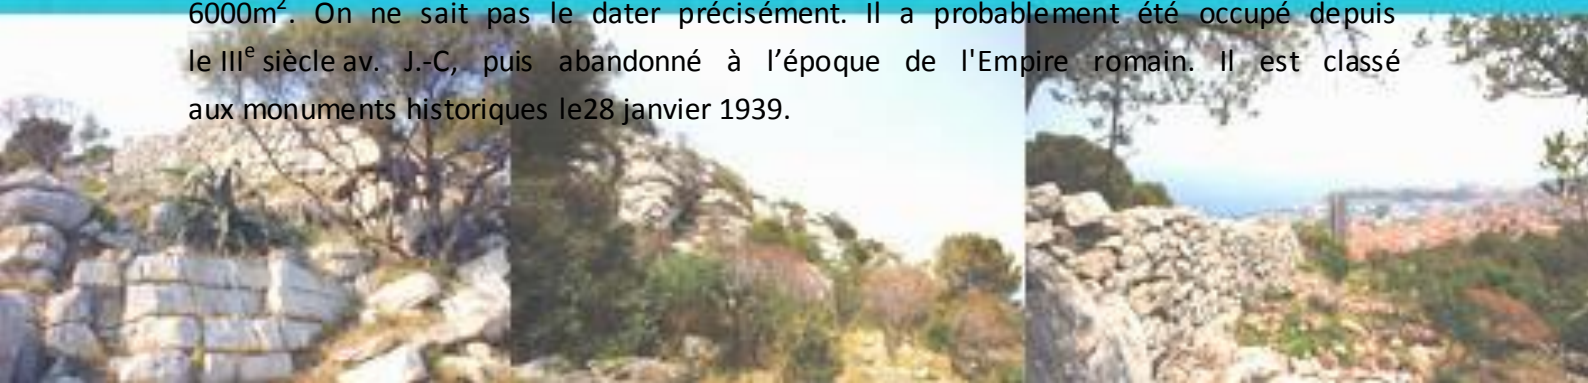 6000m². On ne sait pas le dater précisément. Il a probablement été occupé depuis
le IIIe siècle av. J.-C, puis abandonné à l’époque de l'Empire romain. Il est classé
aux monuments historiques le28 janvier 1939.